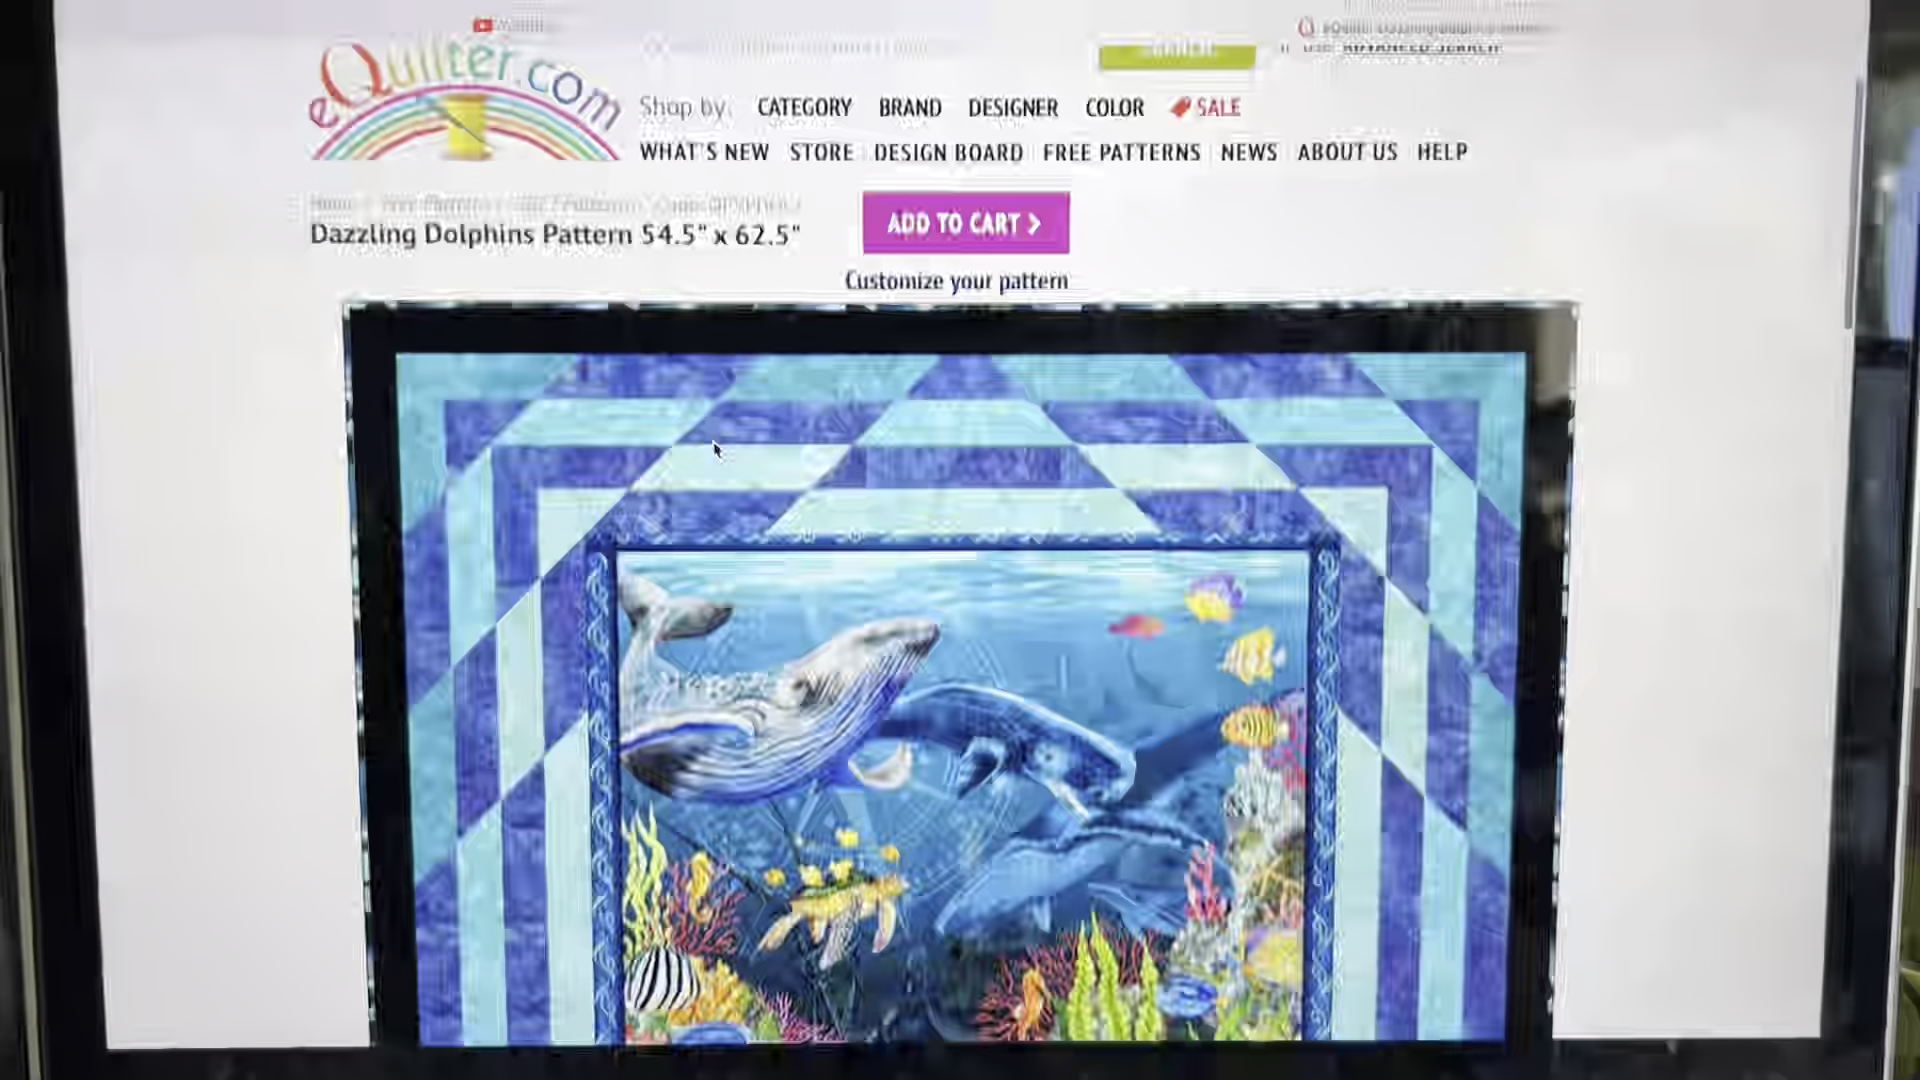 eQuilter.com
Shop by: CATEGORY BRAND DESIGNER COLOR SALE
WHAT'S NEW STORE DESIGN BOARD FREE PATTERNS NEWS ABOUT US HELP
Dazzling Dolphins Pattern 54.5" x 62.5"
ADD TO CART
Customize your pattern